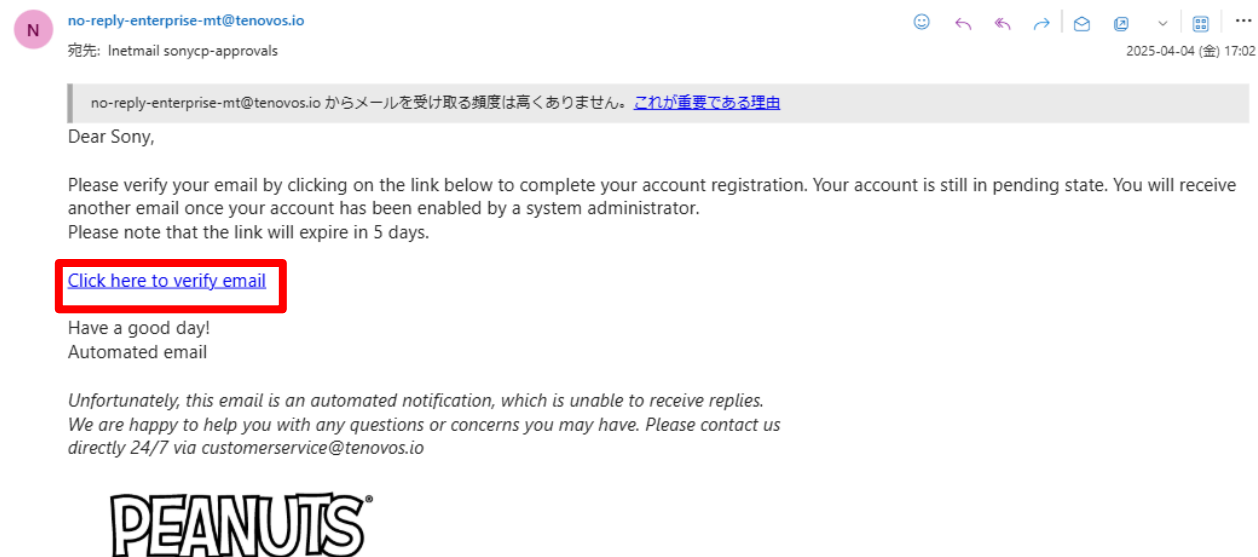 N
no-reply-enterprise-mt@tenovos.io
宛先: Inetmail sonycp-approvals
2025-04-04 (金) 17:02
no-reply-enterprise-mt@tenovos.io からメールを受け取る頻度は高くありません。これが重要である理由
Dear Sony,
Please verify your email by clicking on the link below to complete your account registration. Your account is still in pending state. You will receive
another email once your account has been enabled by a system administrator.
Please note that the link will expire in 5 days.
Click here to verify email
Have a good day!
Automated email
Unfortunately, this email is an automated notification, which is unable to receive replies.
We are happy to help you with any questions or concerns you may have. Please contact us
directly 24/7 via customerservice@tenovos.io
PEANUTS®